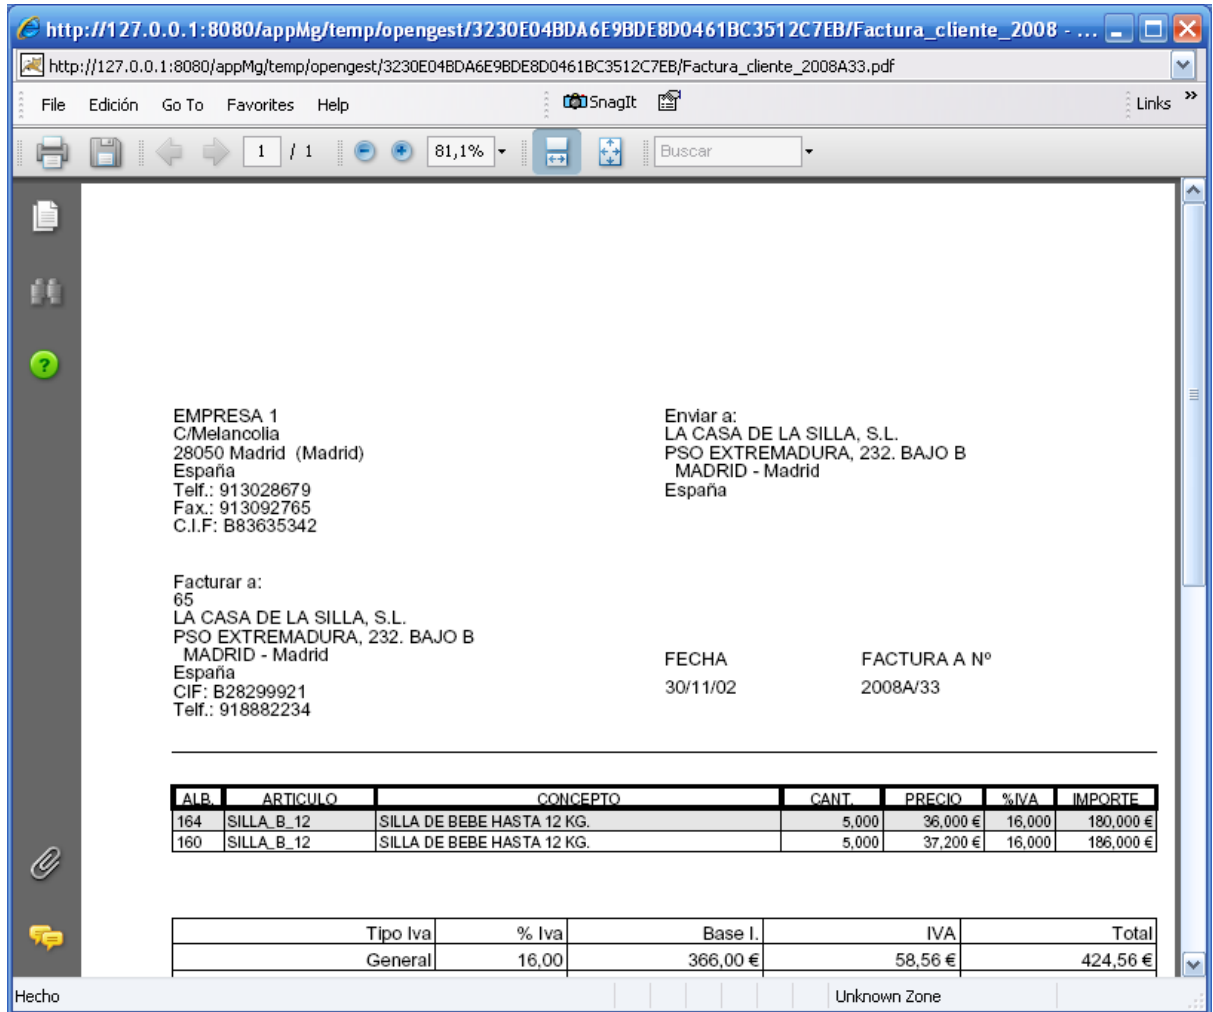 http://127.0.0.1:8080/appMg/temp/opengest/3230E04BDA6E9BDE8D0461BC3512C7EB/Factura_cliente_2008 - ...
http://127.0.0.1:8080/appMg/temp/opengest/3230E04BDA6E9BDE8D0461BC3512C7EB/Factura_cliente_2008A33.pdf
File Edición Go To Favorites Help SnagIt Links »
1 / 1 81,1% Buscar
EMPRESA 1
C/Melancolia
28050 Madrid (Madrid)
España
Telf.: 913028679
Fax.: 913092765
C.I.F: B83635342
Enviar a:
LA CASA DE LA SILLA, S.L.
PSO EXTREMADURA, 232. BAJO B
MADRID - Madrid
España
Facturar a:
65
LA CASA DE LA SILLA, S.L.
PSO EXTREMADURA, 232. BAJO B
MADRID - Madrid
España
CIF: B28299921
Telf.: 918882234
FECHA FACTURA A Nº
30/11/02 2008A/33
ALB. ARTICULO CONCEPTO CANT. PRECIO %IVA IMPORTE
164 SILLA_B_12 SILLA DE BEBE HASTA 12 KG. 5,000 36,000 € 16,000 180,000 €
160 SILLA_B_12 SILLA DE BEBE HASTA 12 KG. 5,000 37,200 € 16,000 186,000 €
Tipo Iva % Iva Base I. IVA Total
General 16,00 366,00 € 58,56 € 424,56 €
Hecho Unknown Zone